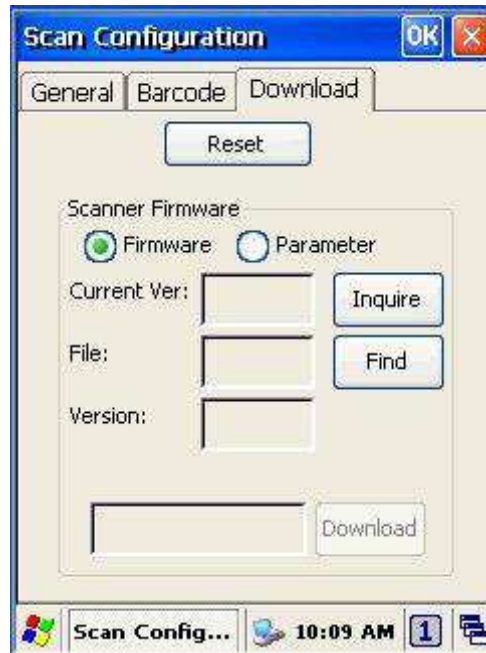 Scan Configuration OK
General Barcode Download
Reset
Scanner Firmware
Firmware Parameter
Current Ver: Inquire
File: Find
Version:
Download
Scan Config... 10:09 AM 1